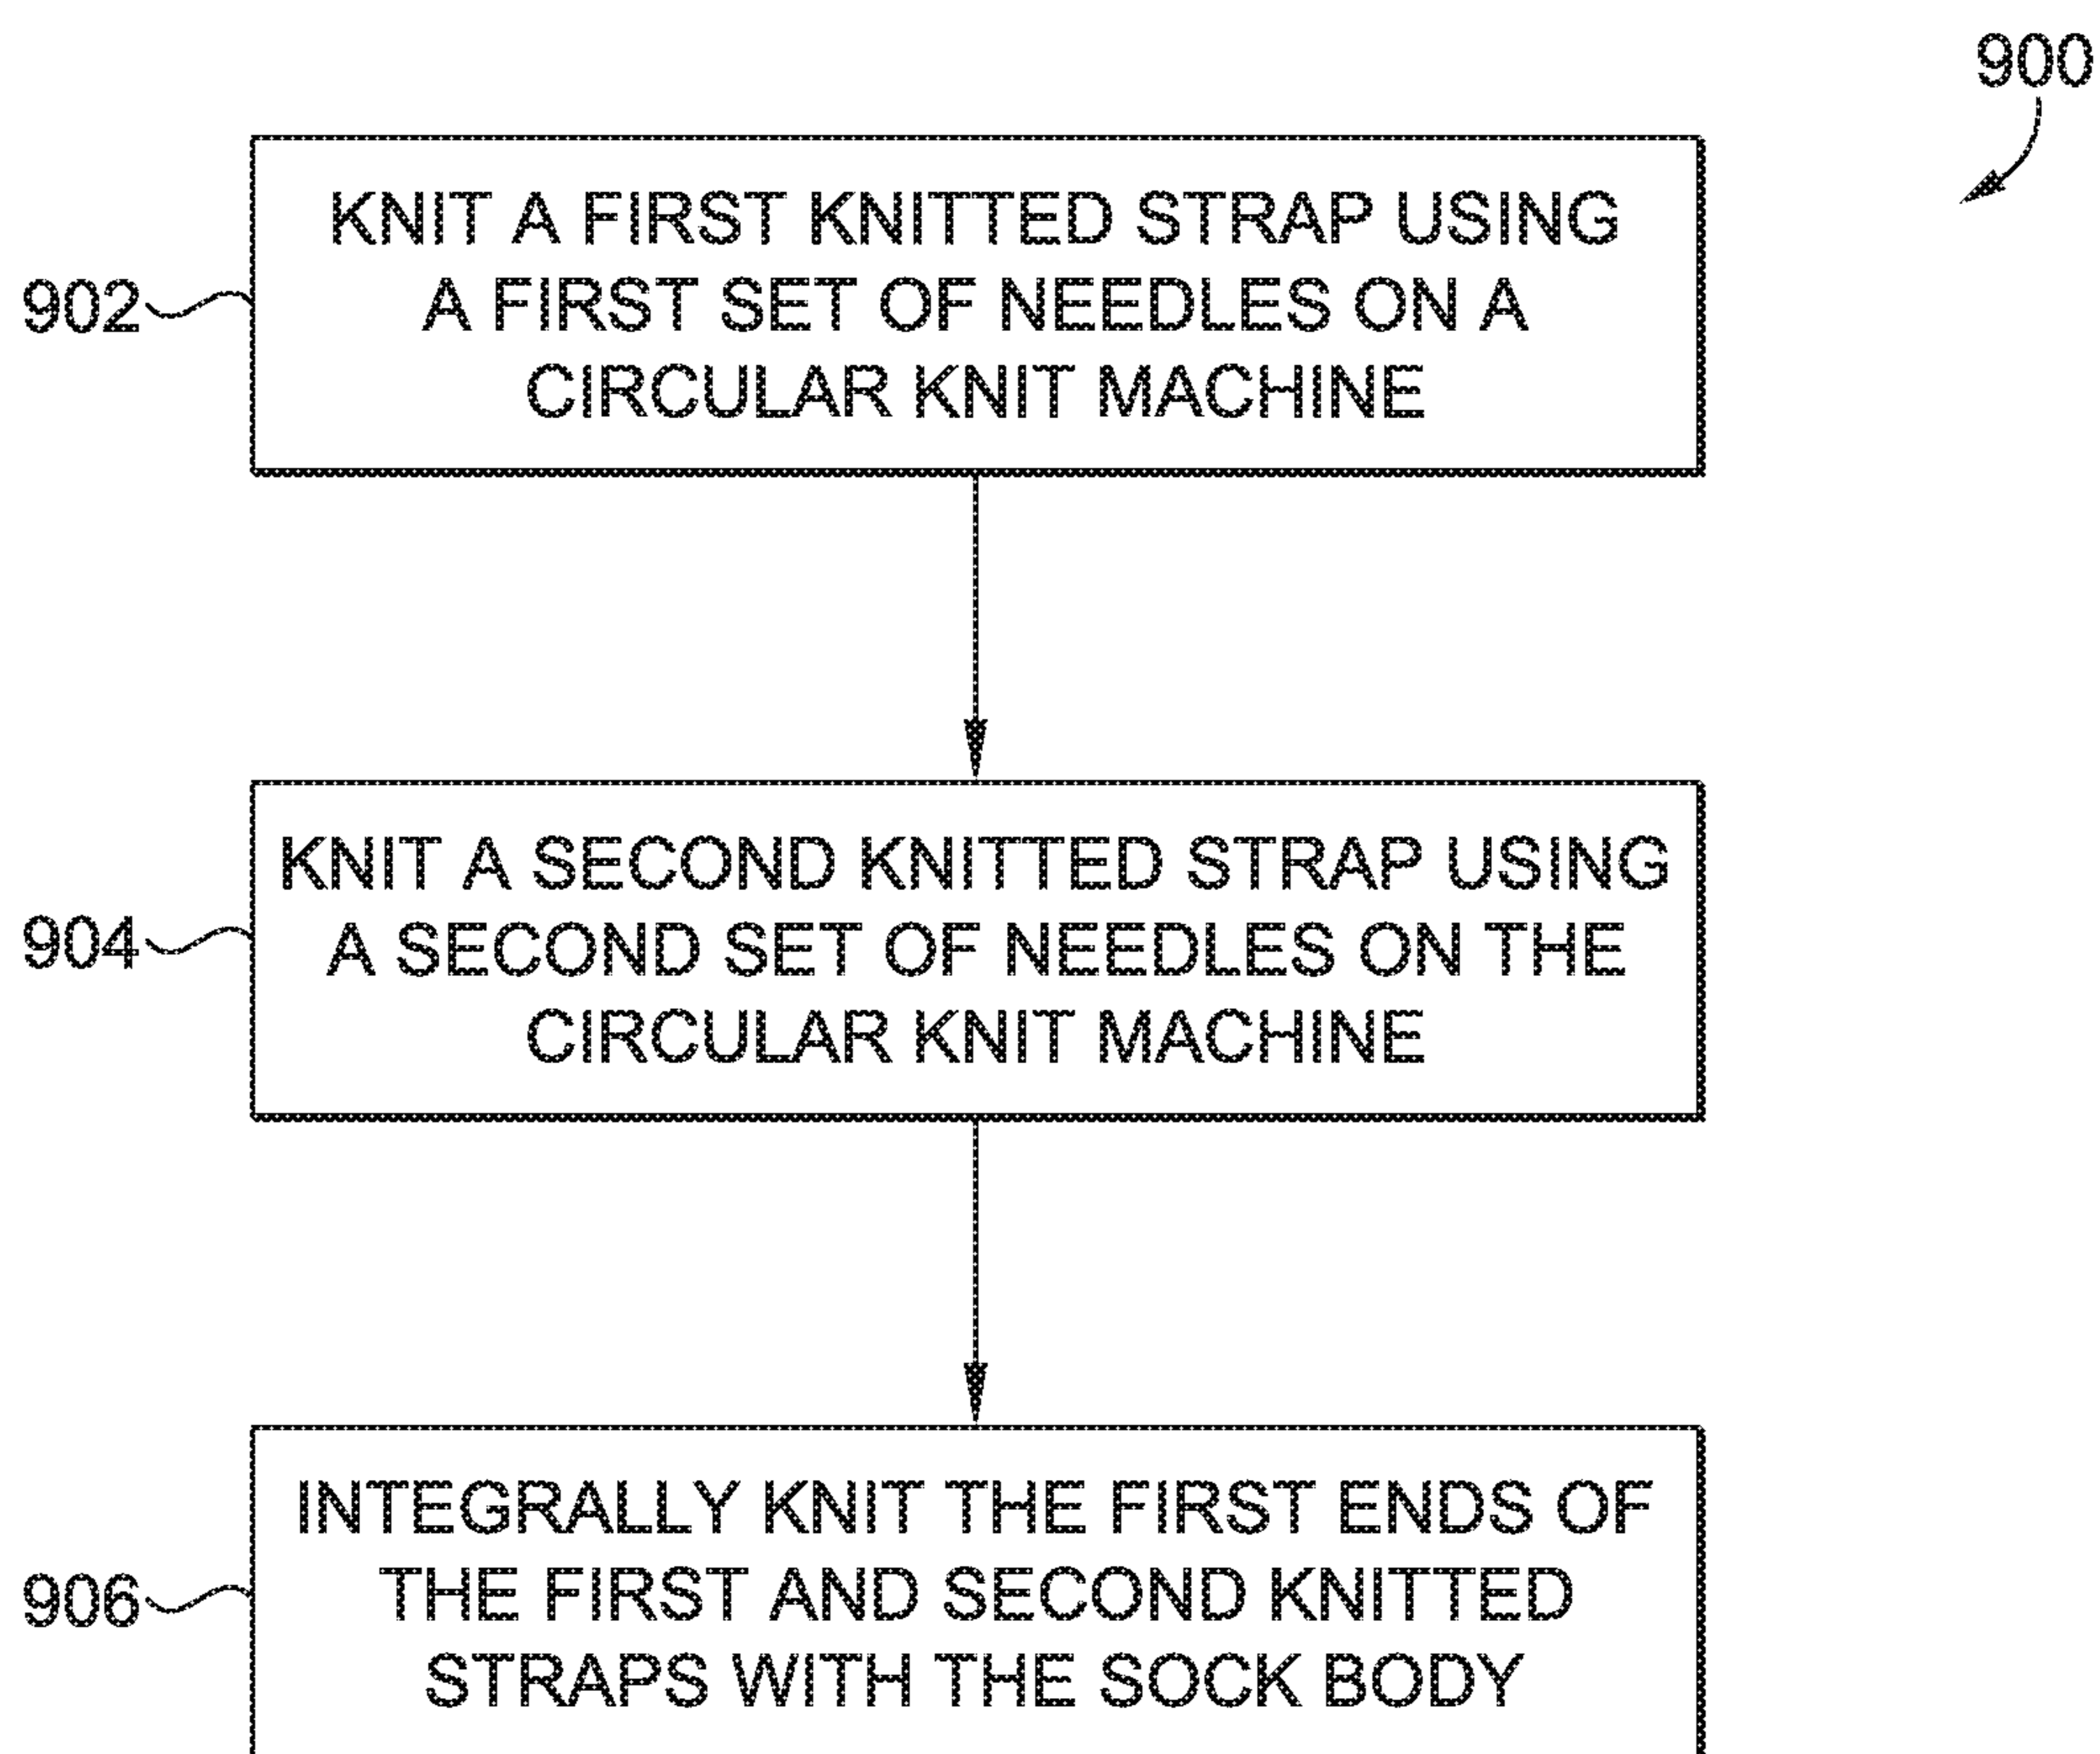 900
902
KNIT A FIRST KNITTED STRAP USING
A FIRST SET OF NEEDLES ON A
CIRCULAR KNIT MACHINE
904
KNIT A SECOND KNITTED STRAP USING
A SECOND SET OF NEEDLES ON THE
CIRCULAR KNIT MACHINE
906
INTEGRALLY KNIT THE FIRST ENDS OF
THE FIRST AND SECOND KNITTED
STRAPS WITH THE SOCK BODY